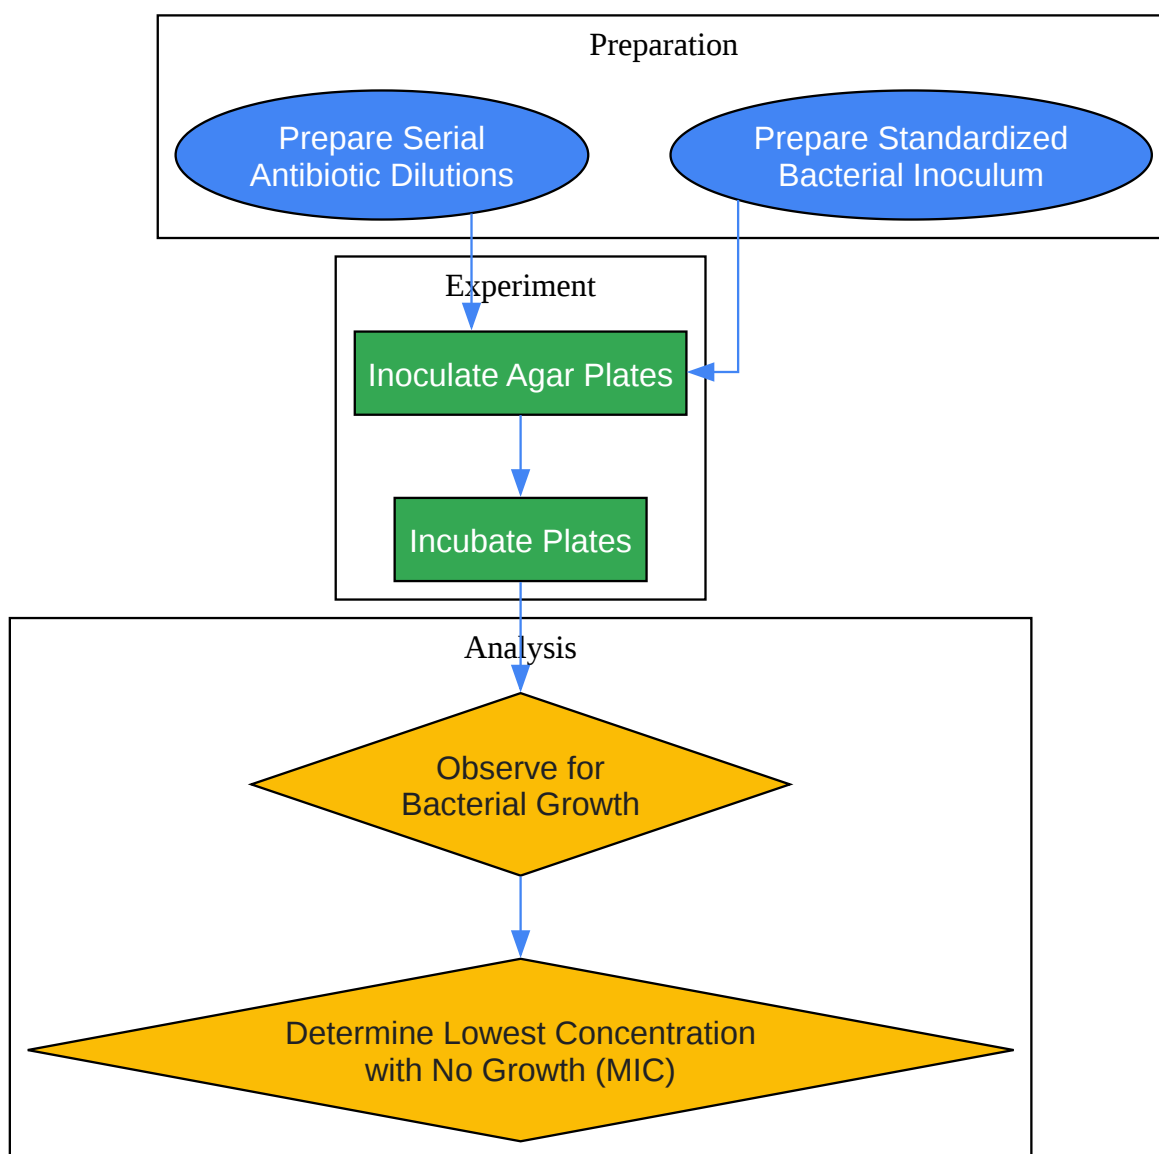 Preparation
Prepare Serial
Antibiotic Dilutions
Prepare Standardized
Bacterial Inoculum
Experiment
Inoculate Agar Plates
Incubate Plates
Analysis
Observe for
Bacterial Growth
Determine Lowest Concentration
with No Growth (MIC)